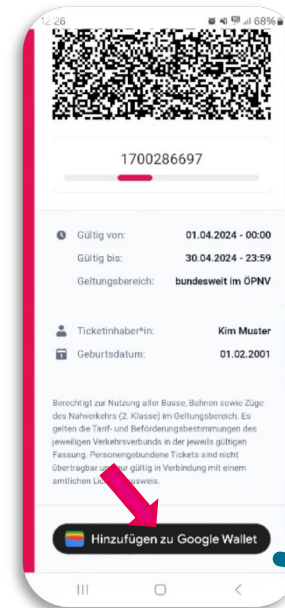 12:26 68%
1700286697
Gültig von: 01.04.2024 - 00:00
Gültig bis: 30.04.2024 - 23:59
Geltungsbereich: bundesweit im ÖPNV
Ticketinhaber*in: Kim Muster
Geburtsdatum: 01.02.2001
Berechtigt zur Nutzung aller Busse, Bahnen sowie Züge
des Nahverkehrs (2. Klasse) im Geltungsbereich. Es
gelten die Tarif- und Beförderungsbestimmungen des
jeweiligen Verkehrsverbunds in der jeweils gültigen
Fassung. Personengebundene Tickets sind nicht
übertragbar nur gültig in Verbindung mit einem
amtlichen
Hinzufügen zu Google Wallet